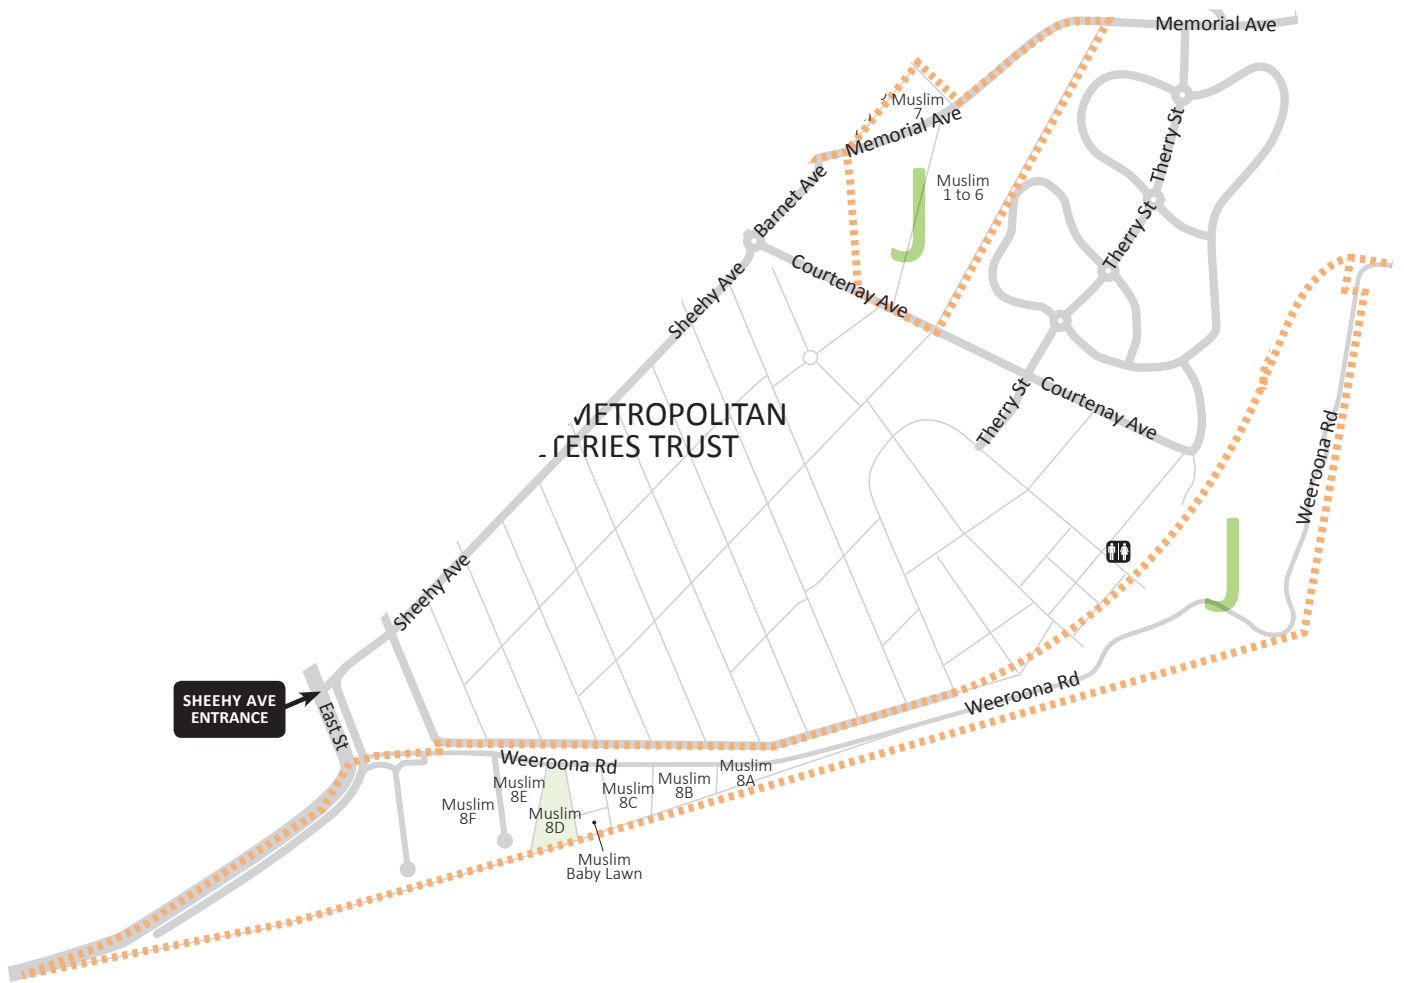 Memorial Ave
Muslim
7
Memorial Ave
Therry St
Muslim
1 to 6
J
Barnet Ave
Therry St
Courtenay Ave
Sheehy Ave
Therry St
Courtenay Ave
METROPOLITAN
TERIES TRUST
Weeroona Rd
J
Sheehy Ave
SHEEHY AVE
ENTRANCE
East St
Weeroona Rd
Weeroona Rd
Muslim
8A
Muslim
8B
Muslim
8C
Muslim
8D
Muslim
8E
Muslim
8F
Muslim
Baby Lawn